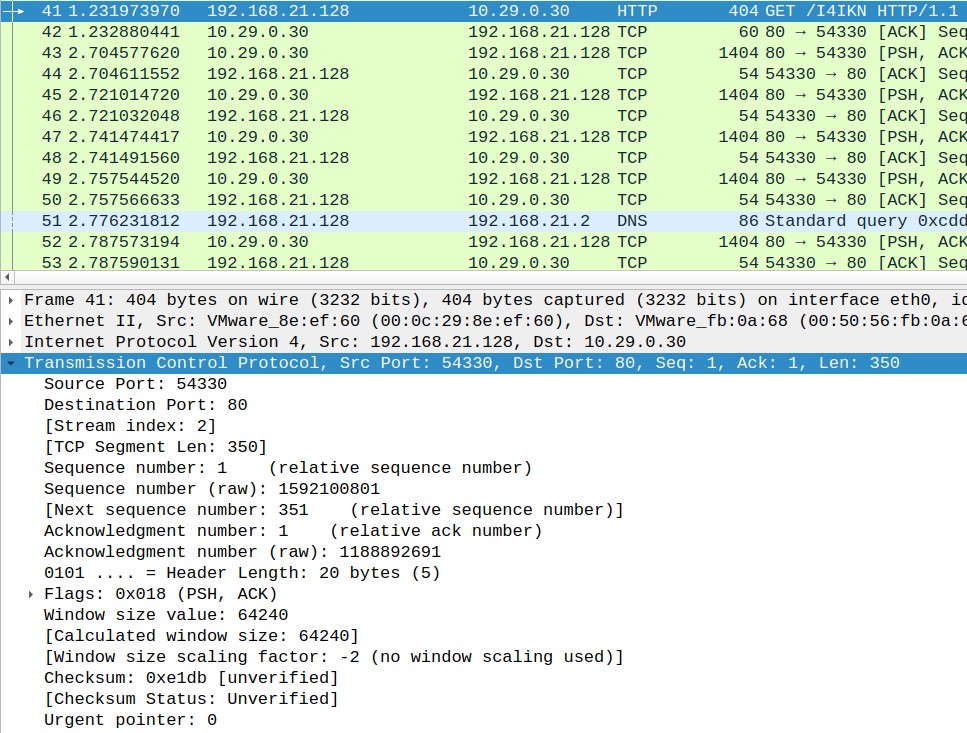 41 1.231973970 192.168.21.128 10.29.0.30 HTTP 404 GET /I4IKN HTTP/1.1
42 1.232880441 10.29.0.30 192.168.21.128 TCP 60 80 → 54330 [ACK] Seq
43 2.704577620 10.29.0.30 192.168.21.128 TCP 1404 80 → 54330 [PSH, ACK
44 2.704611552 192.168.21.128 10.29.0.30 TCP 54 54330 → 80 [ACK] Seq
45 2.721014720 10.29.0.30 192.168.21.128 TCP 1404 80 → 54330 [PSH, ACK
46 2.721032048 192.168.21.128 10.29.0.30 TCP 54 54330 → 80 [ACK] Seq
47 2.741474417 10.29.0.30 192.168.21.128 TCP 1404 80 → 54330 [PSH, ACK
48 2.741491560 192.168.21.128 10.29.0.30 TCP 54 54330 → 80 [ACK] Seq
49 2.757544520 10.29.0.30 192.168.21.128 TCP 1404 80 → 54330 [PSH, ACK
50 2.757566633 192.168.21.128 10.29.0.30 TCP 54 54330 → 80 [ACK] Seq
51 2.776231812 192.168.21.128 192.168.21.2 DNS 86 Standard query 0xcdd
52 2.787573194 10.29.0.30 192.168.21.128 TCP 1404 80 → 54330 [PSH, ACK
53 2.787590131 192.168.21.128 10.29.0.30 TCP 54 54330 → 80 [ACK] Seq
Frame 41: 404 bytes on wire (3232 bits), 404 bytes captured (3232 bits) on interface eth0, id
Ethernet II, Src: VMware_8e:ef:60 (00:0c:29:8e:ef:60), Dst: VMware_fb:0a:68 (00:50:56:fb:0a:6
Internet Protocol Version 4, Src: 192.168.21.128, Dst: 10.29.0.30
Transmission Control Protocol, Src Port: 54330, Dst Port: 80, Seq: 1, Ack: 1, Len: 350
Source Port: 54330
Destination Port: 80
[Stream index: 2]
[TCP Segment Len: 350]
Sequence number: 1 (relative sequence number)
Sequence number (raw): 1592100801
[Next sequence number: 351 (relative sequence number)]
Acknowledgment number: 1 (relative ack number)
Acknowledgment number (raw): 1188892691
0101 .... = Header Length: 20 bytes (5)
Flags: 0x018 (PSH, ACK)
Window size value: 64240
[Calculated window size: 64240]
[Window size scaling factor: -2 (no window scaling used)]
Checksum: 0xe1db [unverified]
[Checksum Status: Unverified]
Urgent pointer: 0